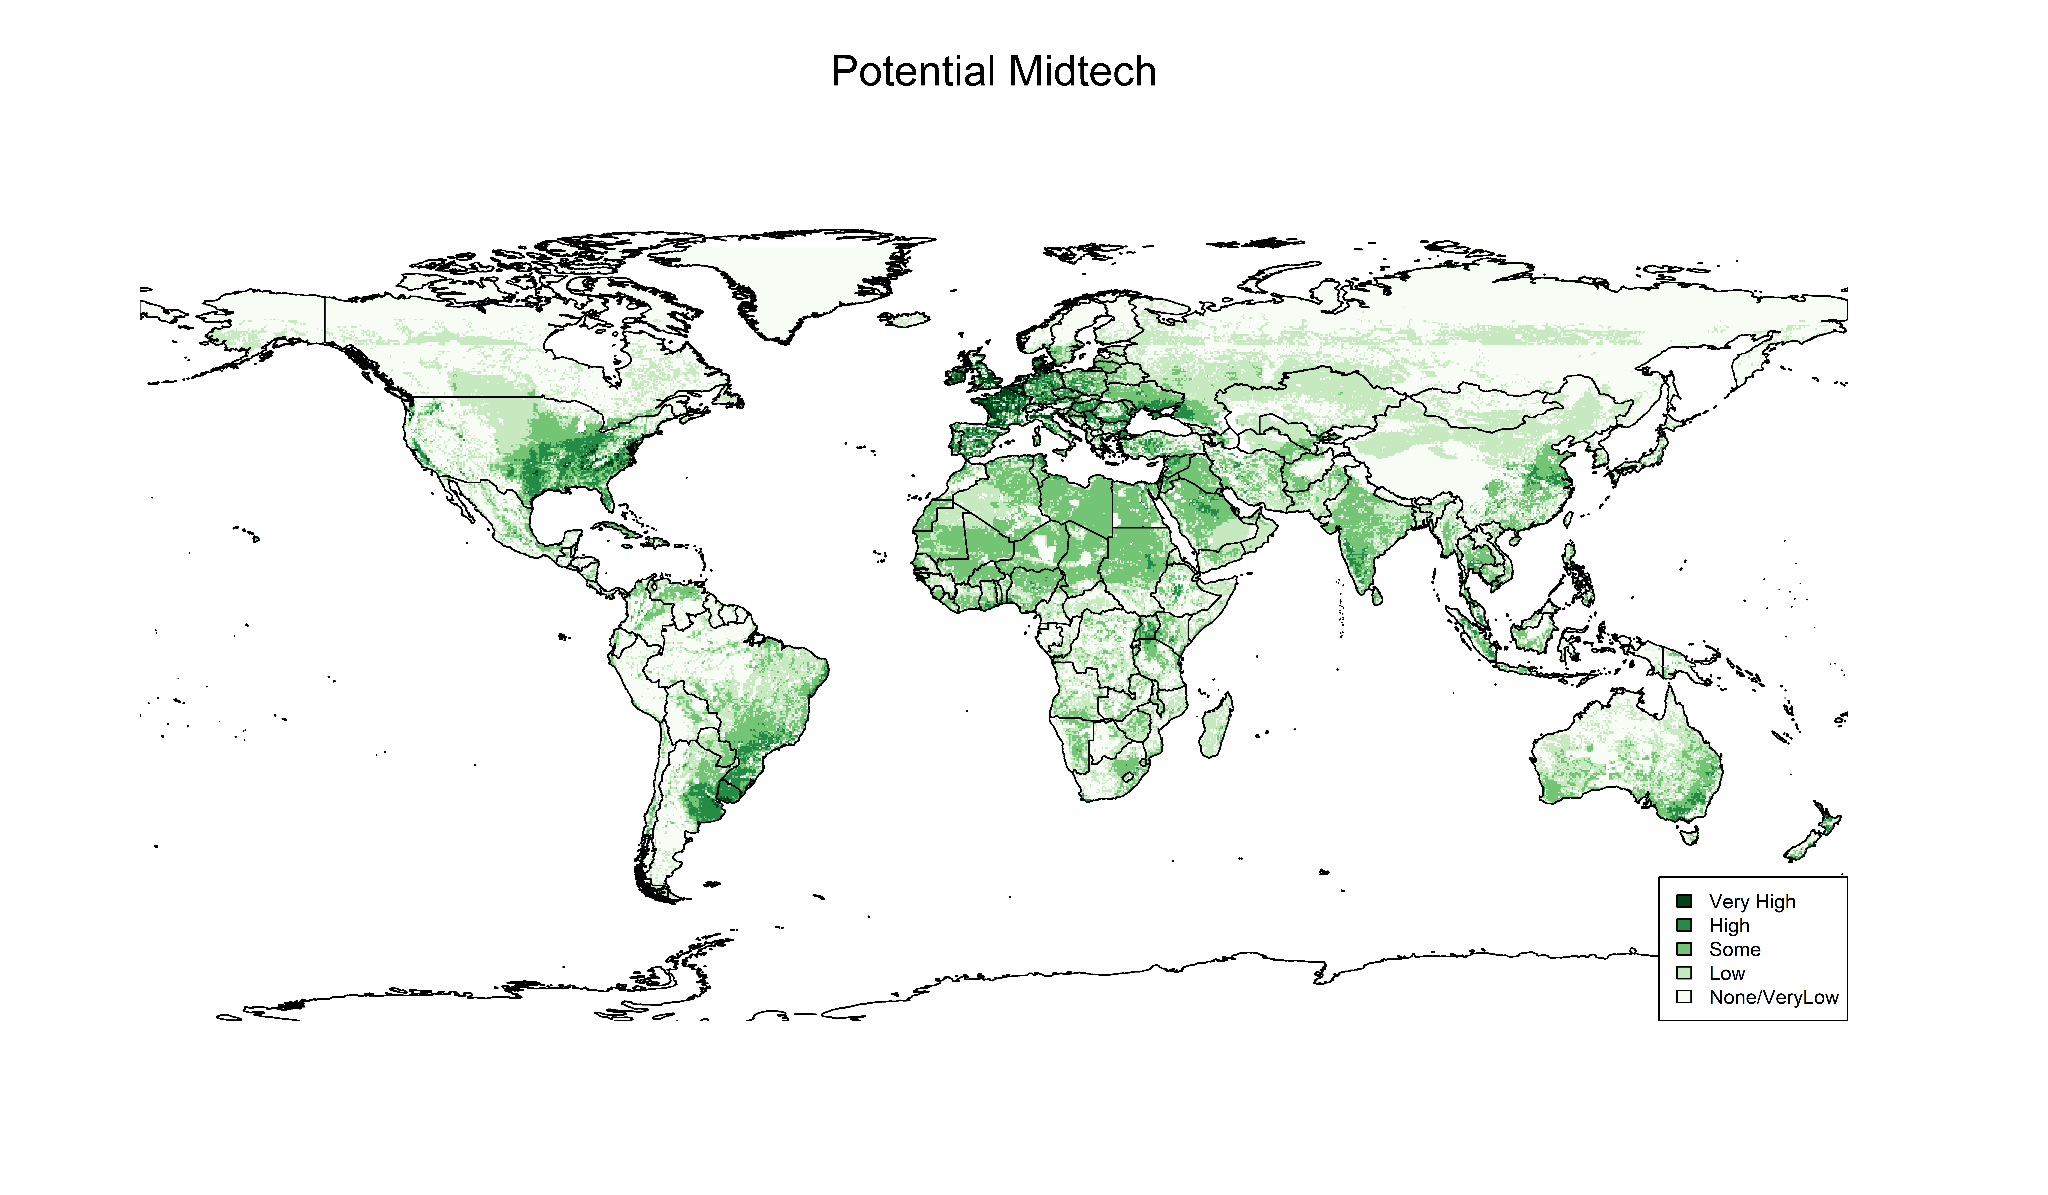 Potential Midtech
Very High
High
Some
Low
None/VeryLow